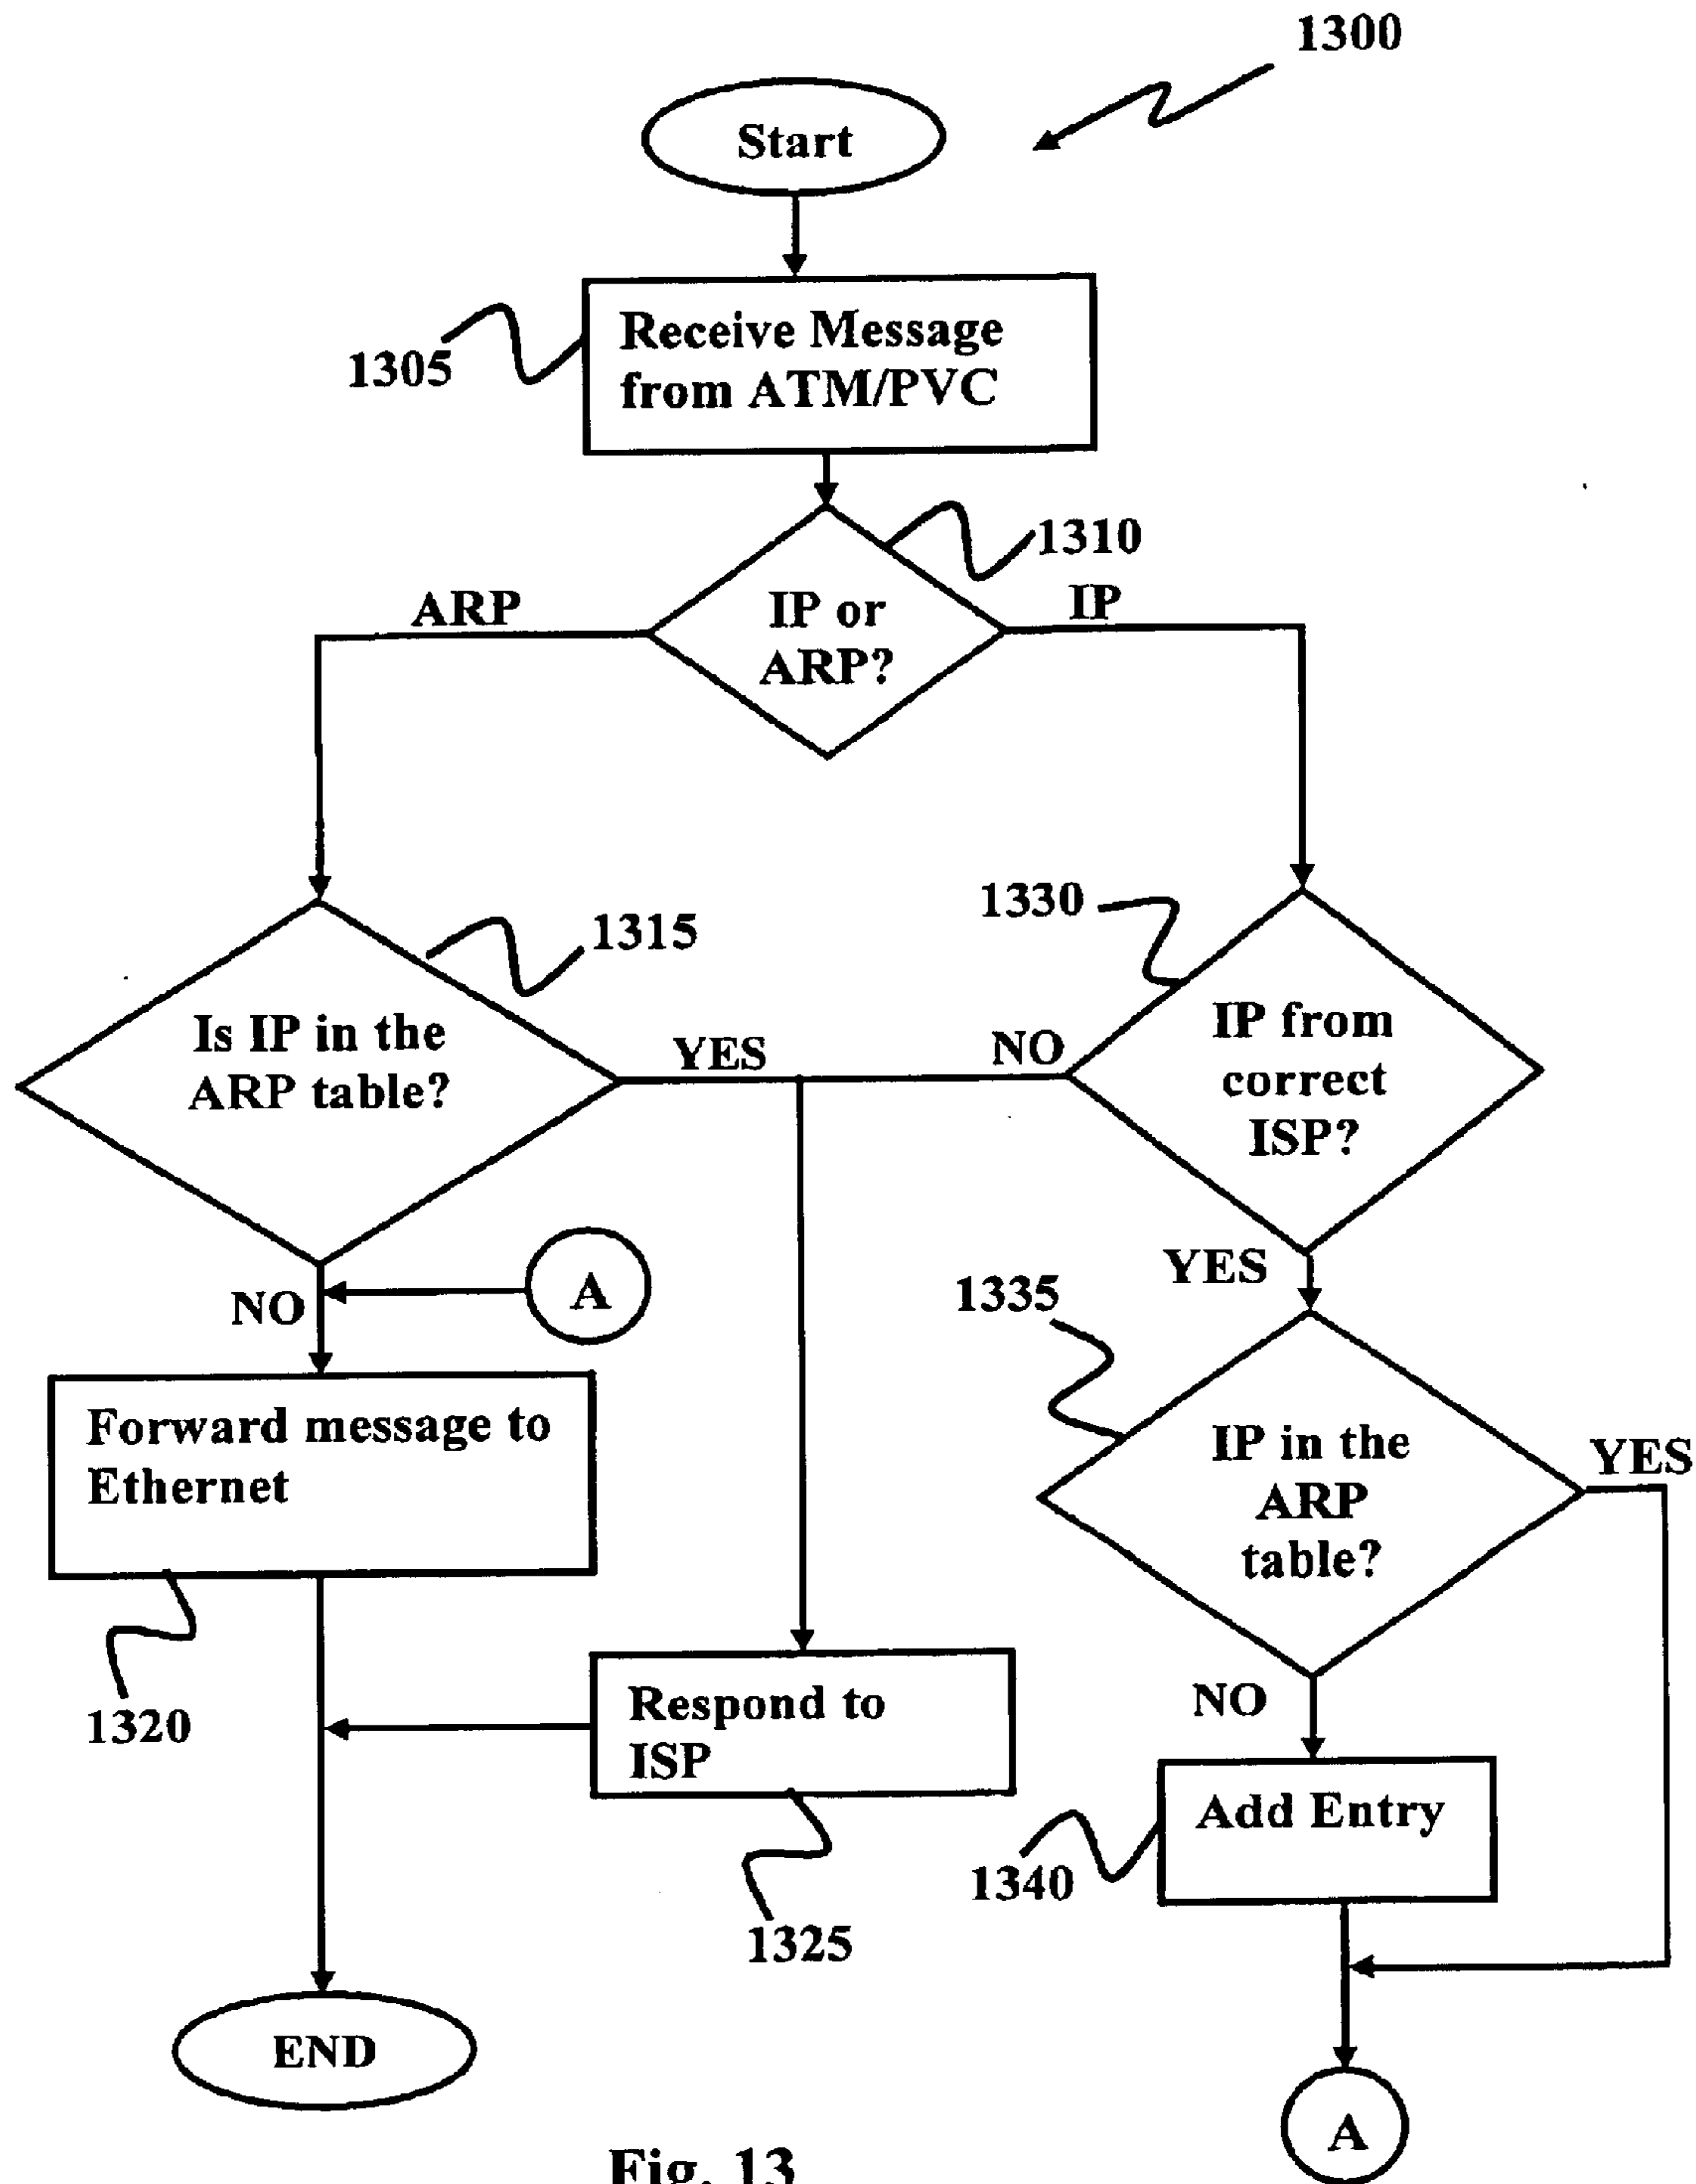 1300
Start
Receive Message
from ATM/PVC
1305
1310
ARP
IP or
ARP?
IP
1330
1315
Is IP in the
ARP table?
YES
NO
IP from
correct
ISP?
A
NO
YES
1335
Forward message to
Ethernet
IP in the
ARP
table?
YES
1320
Respond to
ISP
NO
Add Entry
1340
1325
END
A
Fig. 13